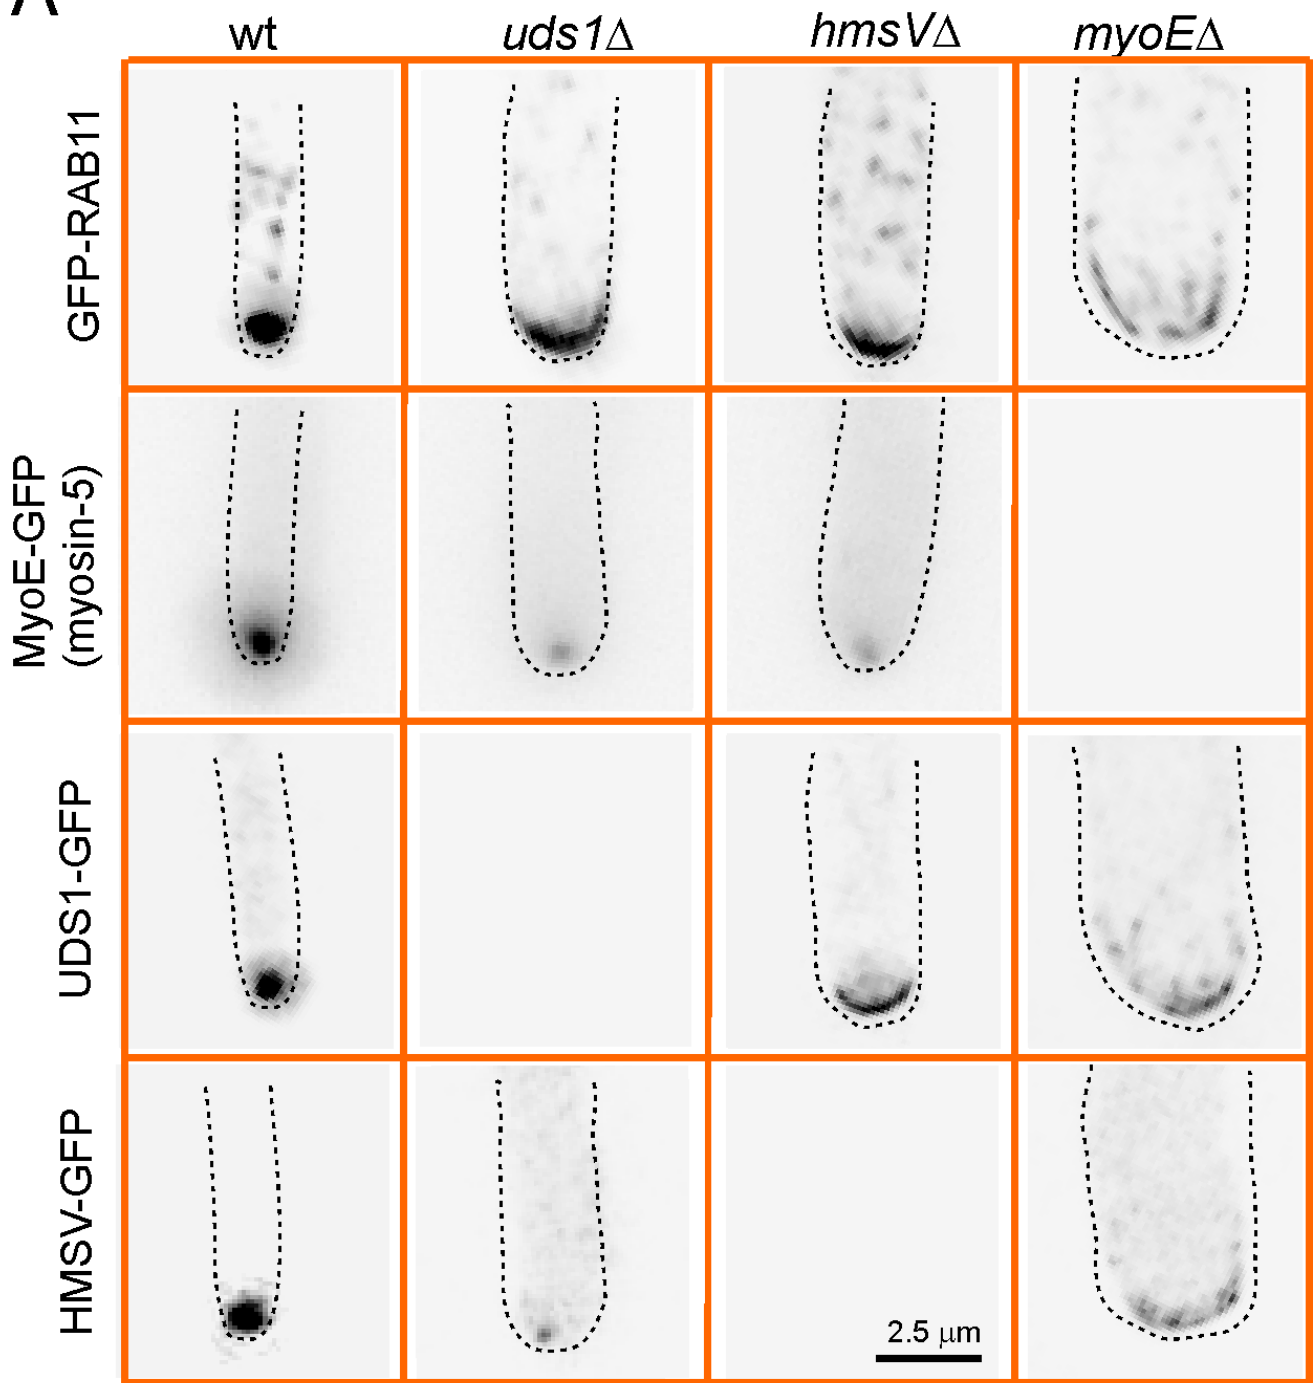 A
wt uds1Δ hmsVΔ myoEΔ
GFP-RAB11
MyoE-GFP
(myosin-5)
UDS1-GFP
HMSV-GFP
2.5 μm